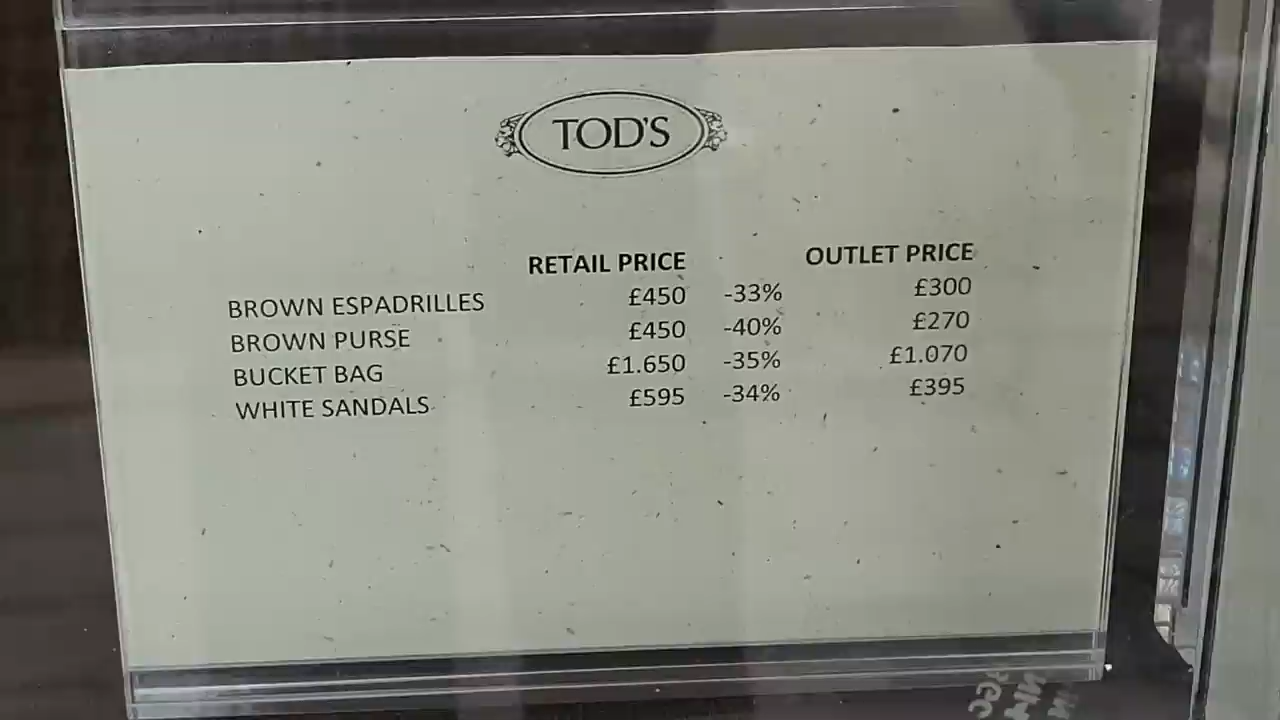 TOD'S
RETAIL PRICE OUTLET PRICE
BROWN ESPADRILLES £450 -33% £300
BROWN PURSE £450 -40% £270
BUCKET BAG £1.650 -35% £1.070
WHITE SANDALS £595 -34% £395